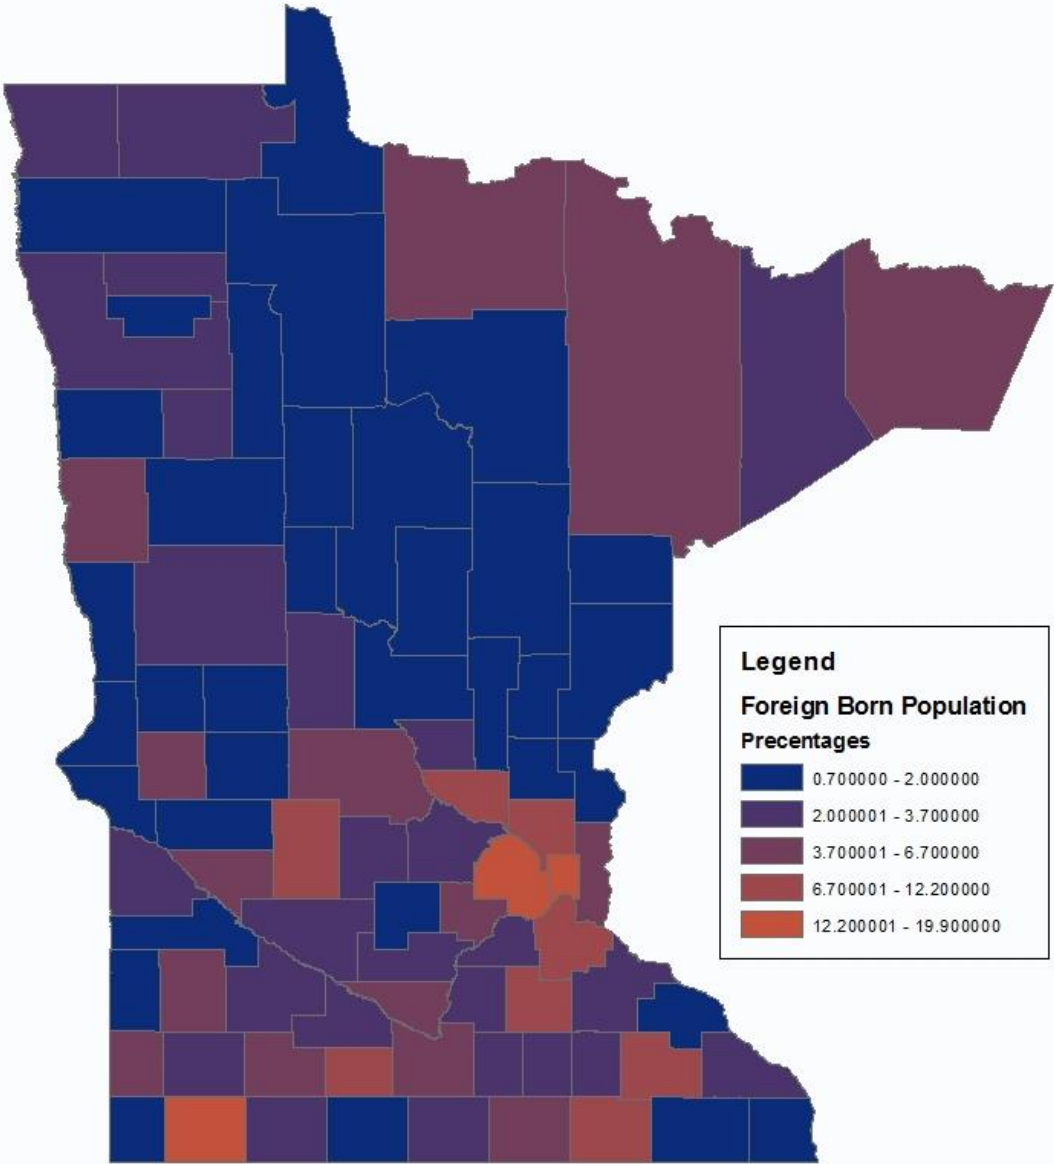 Legend
Foreign Born Population
Precentages
0.700000 - 2.000000
2.000001 - 3.700000
3.700001 - 6.700000
6.700001 - 12.200000
12.200001 - 19.900000